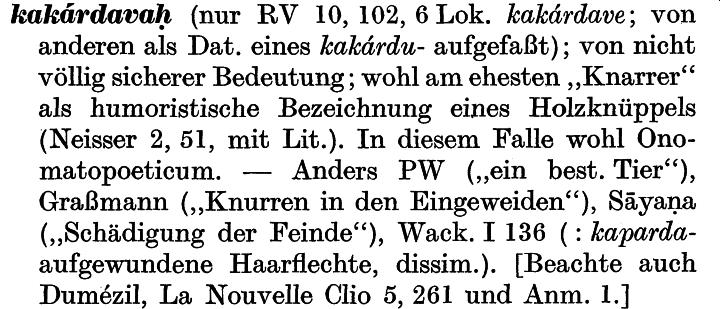 kakárdavaḥ (nur RV 10, 102, 6 Lok. kakárdave; von
anderen als Dat. eines kakárdu- aufgefaßt); von nicht
völlig sicherer Bedeutung; wohl am ehesten „Knarrer“
als humoristische Bezeichnung eines Holzknüppels
(Neisser 2, 51, mit Lit.). In diesem Falle wohl Ono-
matopoeticum. — Anders PW („ein best. Tier“),
Graßmann („Knurren in den Eingeweiden“), Sāyaṇa
(„Schädigung der Feinde“), Wack. I 136 (: kaparda-
aufgewundene Haarflechte, dissim.). [Beachte auch
Dumézil, La Nouvelle Clio 5, 261 und Anm. 1.]